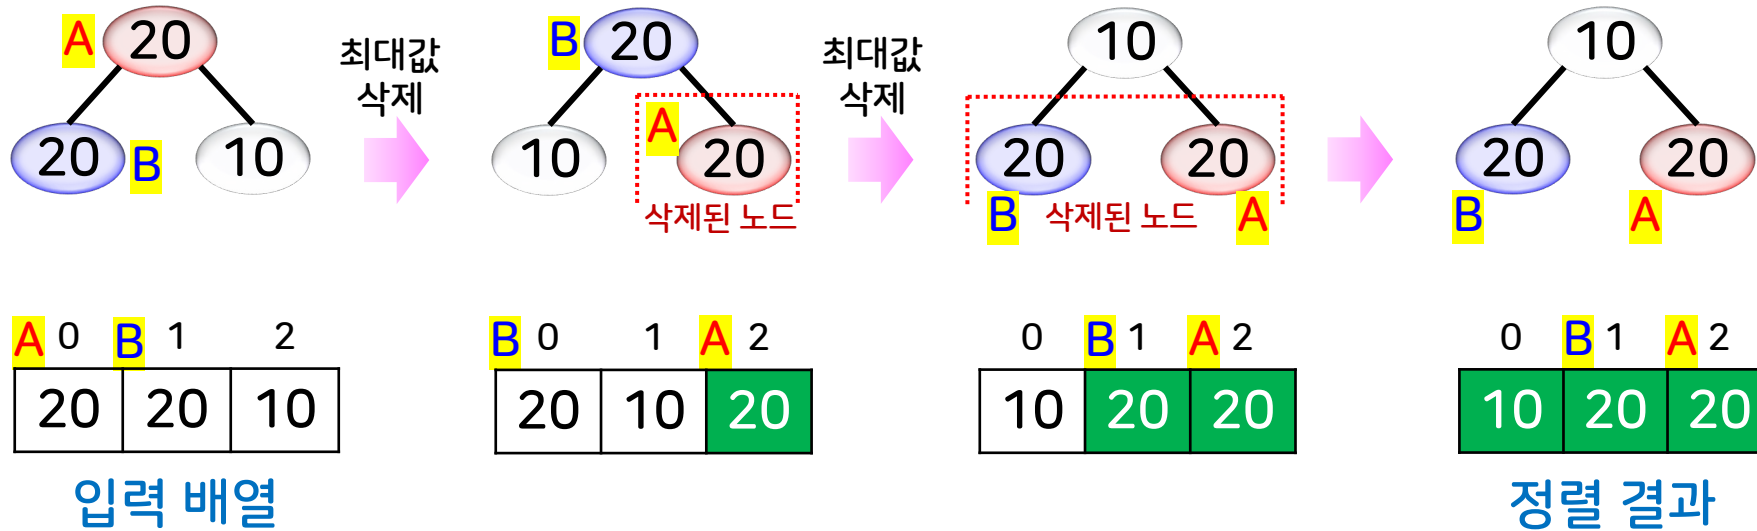 A 20
20 B 10
최대값
삭제
B 20
A
10 20
삭제된 노드
최대값
삭제
10
20 20
B 삭제된 노드 A
10
20 20
B A
A 0 B 1 2
20 20 10
입력 배열
B 0 1 A 2
20 10 20
0 B 1 A 2
10 20 20
0 B 1 A 2
10 20 20
정렬 결과